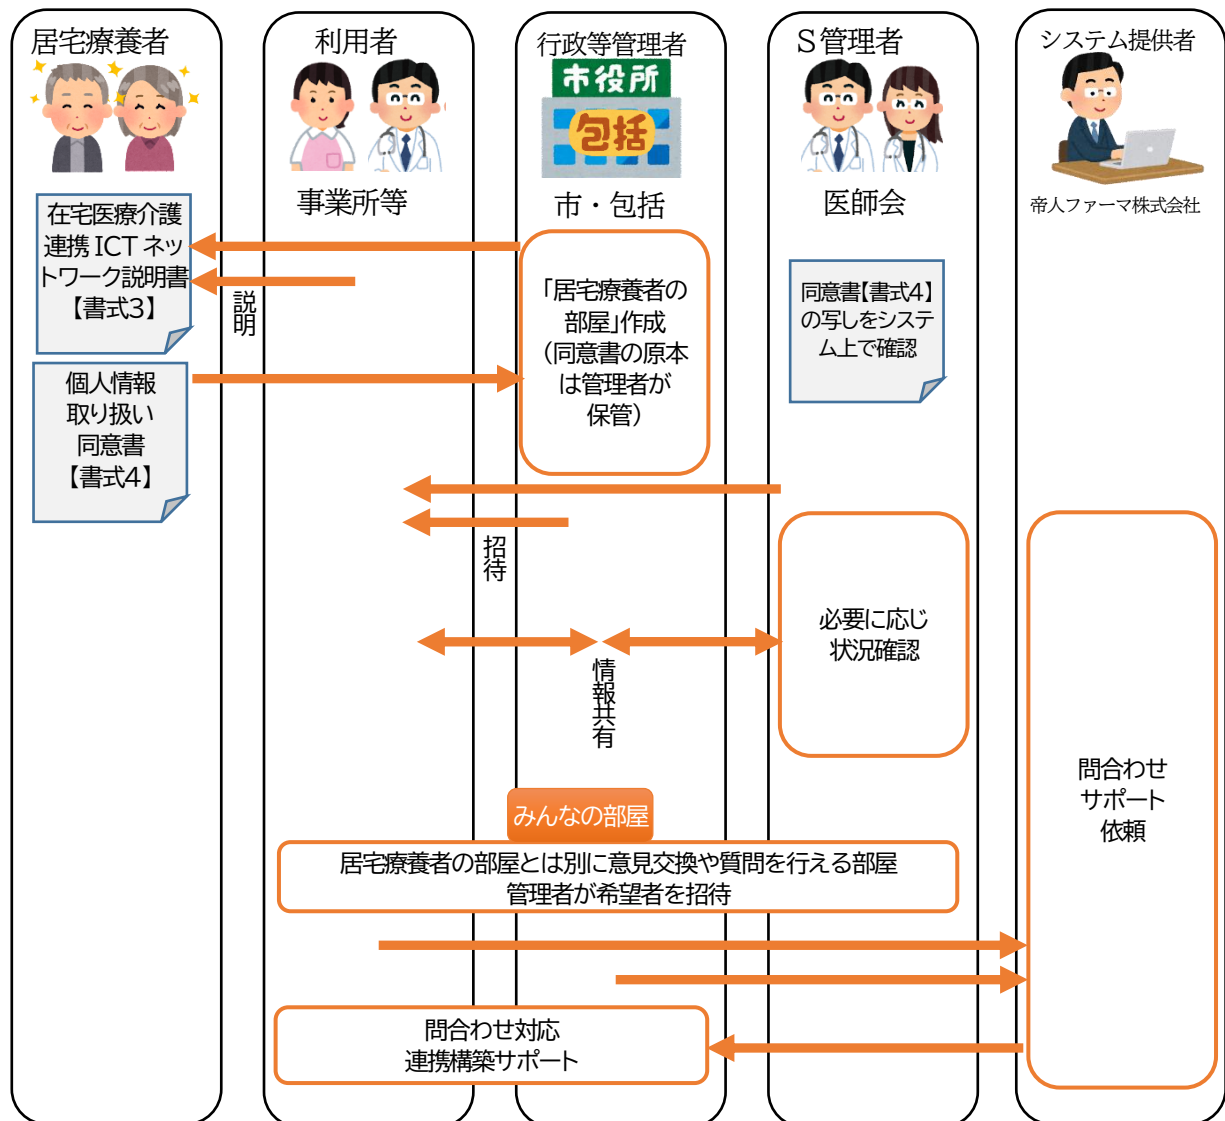 居宅療養者
利用者
行政等管理者
S管理者
システム提供者
市役所
包括
事業所等
市・包括
医師会
帝人ファーマ株式会社
在宅医療介護
連携ICTネッ
トワーク説明書
【書式3】
説明
「居宅療養者の
部屋」作成
(同意書の原本
は管理者が
保管)
同意書【書式4】
の写しをシステ
ム上で確認
個人情報
取り扱い
同意書
【書式4】
招待
必要に応じ
状況確認
情報共有
問合わせ
サポート
依頼
みんなの部屋
居宅療養者の部屋とは別に意見交換や質問を行える部屋
管理者が希望者を招待
問合わせ対応
連携構築サポート